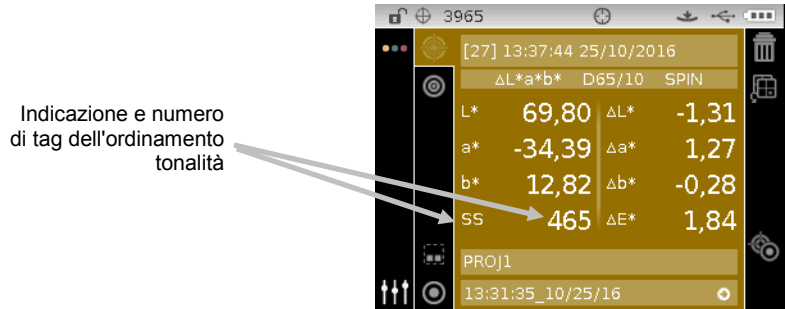 3965
[27] 13:37:44 25/10/2016
ΔL*a*b* D65/10 SPIN
L* 69,80 ΔL* -1,31
a* -34,39 Δa* 1,27
b* 12,82 Δb* -0,28
SS 465 ΔE* 1,84
PROJ1
13:31:35_10/25/16
Indicazione e numero
di tag dell'ordinamento
tonalità